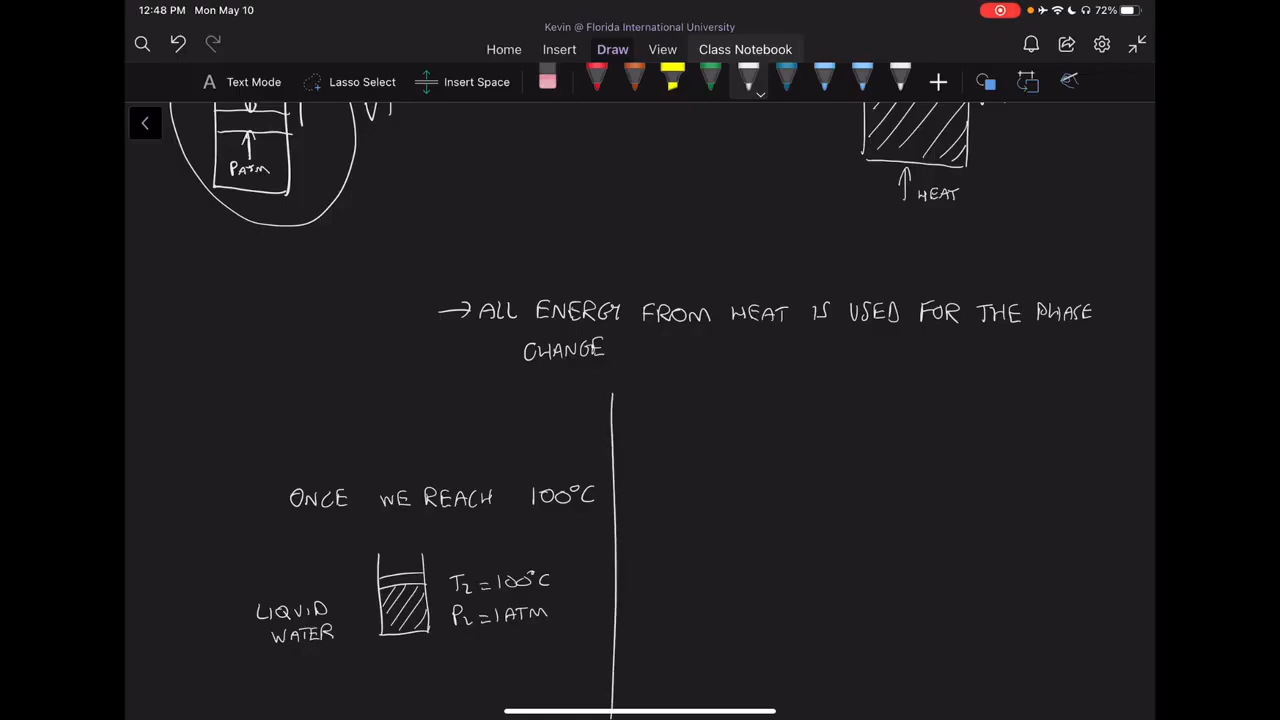 12:48 PM Mon May 10
72%
Kevin @ Florida International University
Home Insert Draw View Class Notebook
Text Mode Lasso Select Insert Space
PATM
HEAT
→ ALL ENERGY FROM HEAT IS USED FOR THE PHASE
CHANGE
ONCE WE REACH 100°C
T₂ = 100°C
P₂ = 1 ATM
LIQUID
WATER